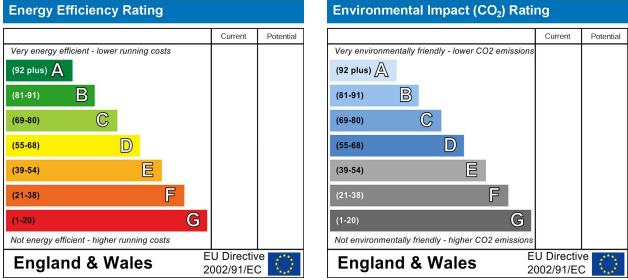 Energy Efficiency Rating
Current Potential
Very energy efficient - lower running costs
(92 plus) A
(81-91) B
(69-80) C
(55-68) D
(39-54) E
(21-38) F
(1-20) G
Not energy efficient - higher running costs
England & Wales
EU Directive
2002/91/EC
Environmental Impact (CO₂) Rating
Current Potential
Very environmentally friendly - lower CO2 emissions
(92 plus) A
(81-91) B
(69-80) C
(55-68) D
(39-54) E
(21-38) F
(1-20) G
Not environmentally friendly - higher CO2 emissions
England & Wales
EU Directive
2002/91/EC